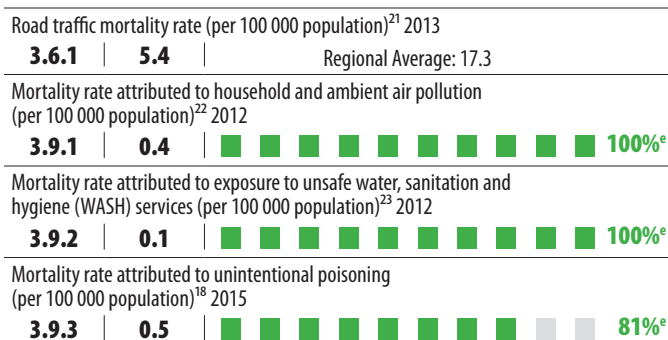 Road traffic mortality rate (per 100 000 population)²¹ 2013
3.6.1 5.4 Regional Average: 17.3
Mortality rate attributed to household and ambient air pollution
(per 100 000 population)²² 2012
3.9.1 0.4 100%ᵉ
Mortality rate attributed to exposure to unsafe water, sanitation and
hygiene (WASH) services (per 100 000 population)²³ 2012
3.9.2 0.1 100%ᵉ
Mortality rate attributed to unintentional poisoning
(per 100 000 population)¹⁸ 2015
3.9.3 0.5 81%ᵉ